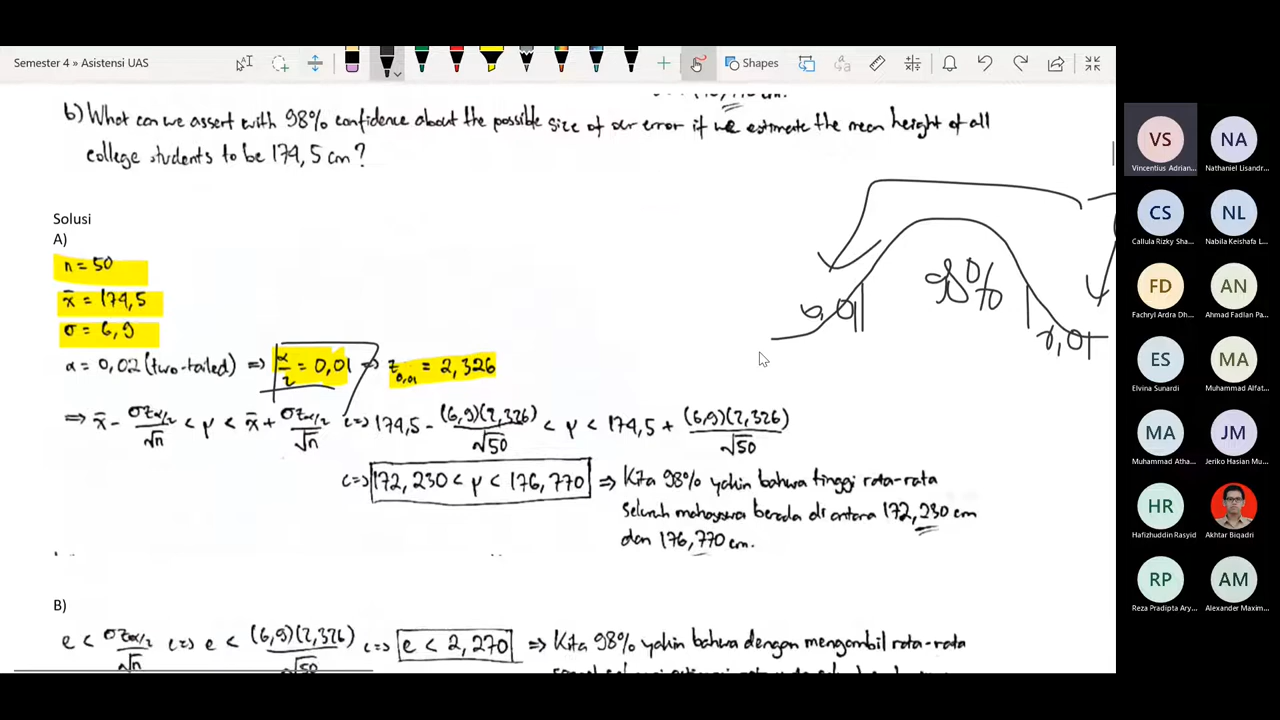 Semester 4 » Asistensi UAS
Shapes
b) What can we assert with 98% confidence about the possible size of our error if we estimate the mean height of all
college students to be 174,5 cm?
Solusi
A)
n = 50
x̄ = 174,5
σ = 6,9
α = 0,02 (two-tailed) => α/2 = 0,01 => z0,01 = 2,326
=> x̄ - σzα/2/√n < μ < x̄ + σzα/2/√n <=> 174,5 - (6,9)(2,326)/√50 < μ < 174,5 + (6,9)(2,326)/√50
<=> 172,230 < μ < 176,770 => Kita 98% yakin bahwa tinggi rata-rata
seluruh mahasiswa berada di antara 172,230 cm
dan 176,770 cm.
98%
0,01
0,01
B)
e < σzα/2/√n <=> e < (6,9)(2,326)/√50 <=> e < 2,270 => Kita 98% yakin bahwa dengan mengambil rata-rata
VS
Vincentius Adrian...
NA
Nathaniel Lisandr...
CS
Callula Rizky Sha...
NL
Nabila Keishafa L...
FD
Fachryl Ardra Dh...
AN
Ahmad Fadlan Pa...
ES
Elvina Sunardi
MA
Muhammad Alfat...
MA
Muhammad Atha...
JM
Jeriko Hasian Mu...
HR
Hafizhuddin Rasyid
Akhtar Biqadri
RP
Reza Pradipta Ary...
AM
Alexander Maxim...